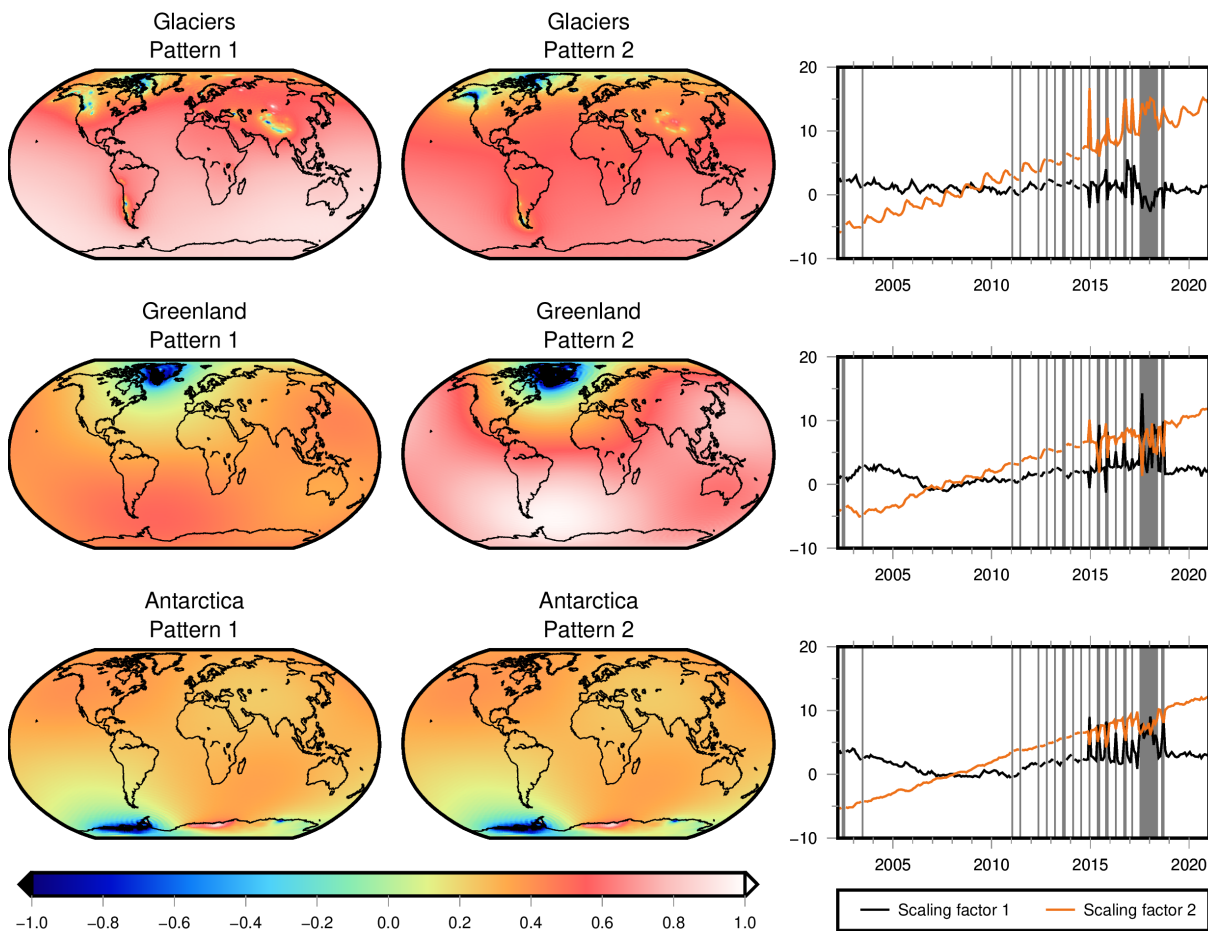 Glaciers
Pattern 1
Glaciers
Pattern 2
20
10
0
−10
2005 2010 2015 2020
Greenland
Pattern 1
Greenland
Pattern 2
20
10
0
−10
2005 2010 2015 2020
Antarctica
Pattern 1
Antarctica
Pattern 2
20
10
0
−10
2005 2010 2015 2020
−1.0 −0.8 −0.6 −0.4 −0.2 0.0 0.2 0.4 0.6 0.8 1.0
Scaling factor 1 Scaling factor 2